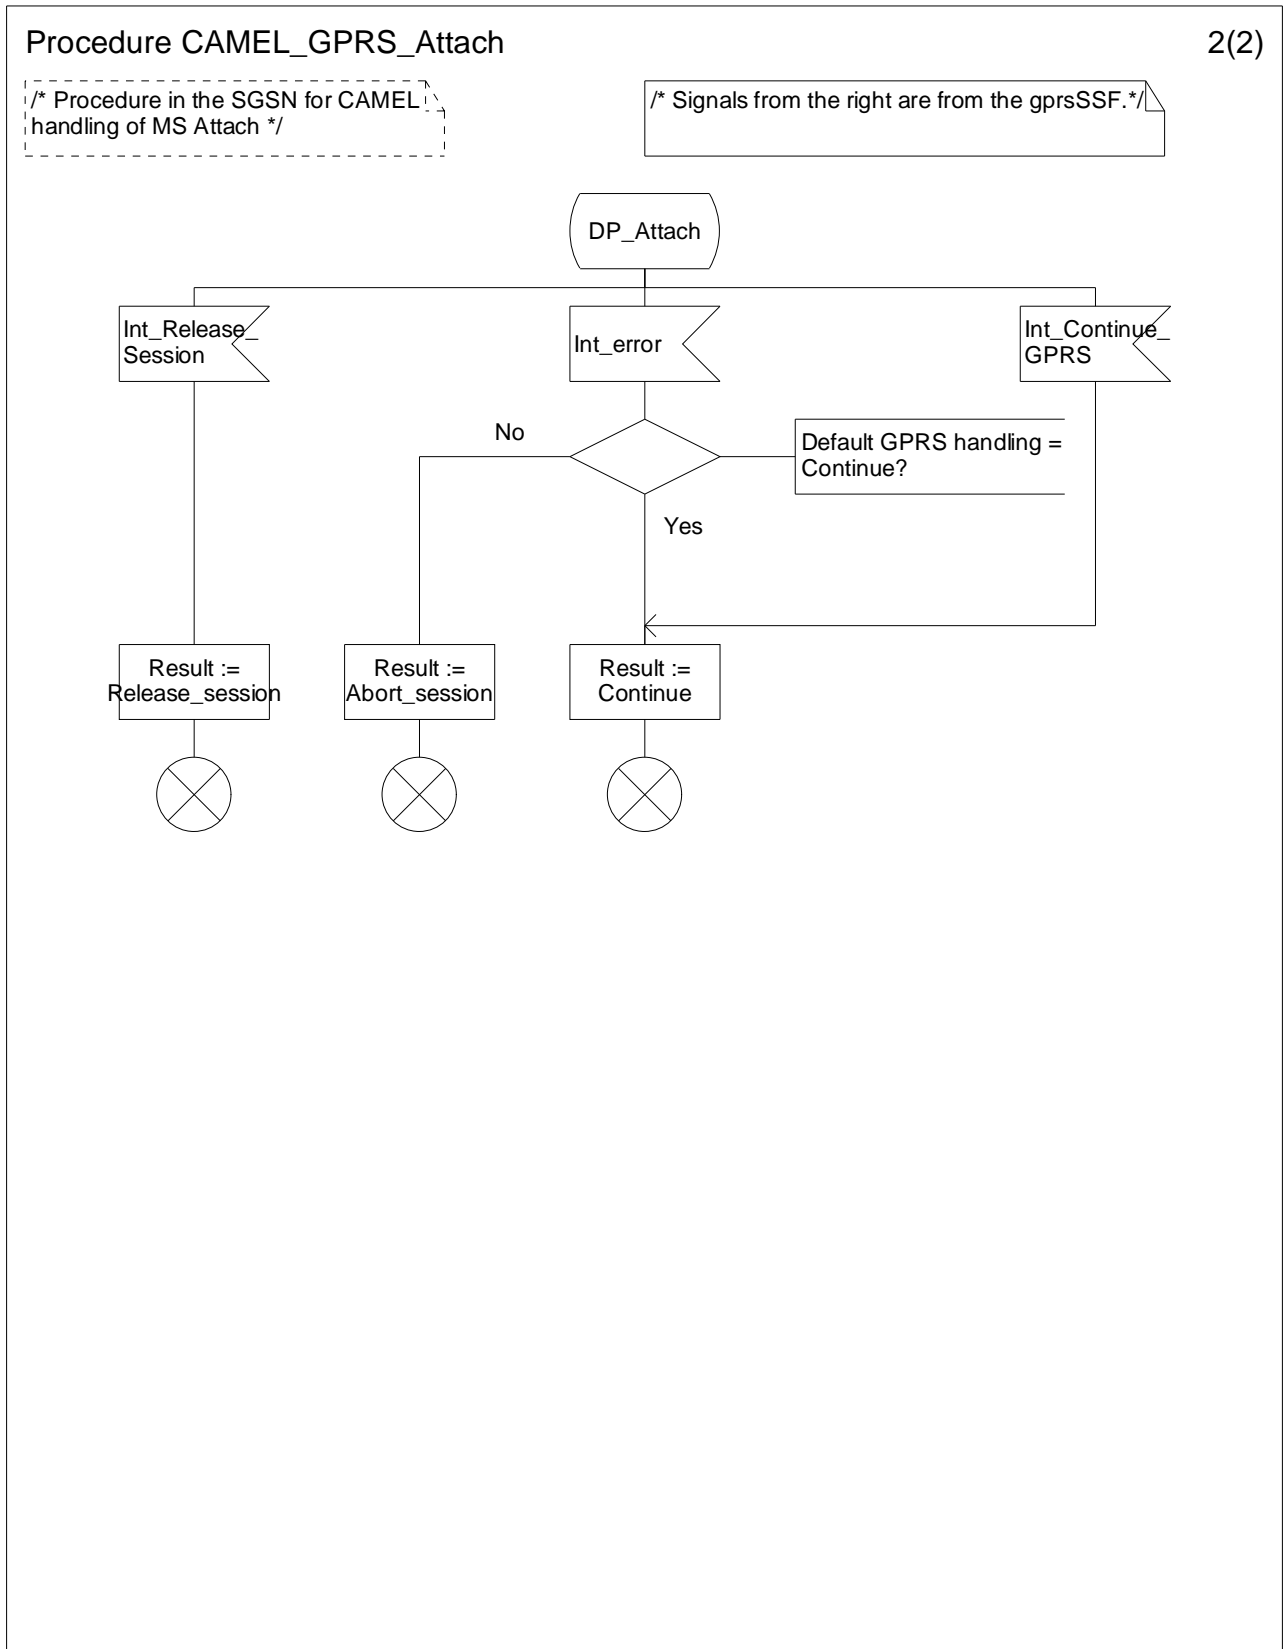 Procedure CAMEL_GPRS_Attach
2(2)
/* Procedure in the SGSN for CAMEL
handling of MS Attach */
/* Signals from the right are from the gprsSSF.*/
DP_Attach
Int_Release_
Session
Int_error
Int_Continue_
GPRS
No
Default GPRS handling =
Continue?
Yes
Result :=
Release_session
Result :=
Abort_session
Result :=
Continue